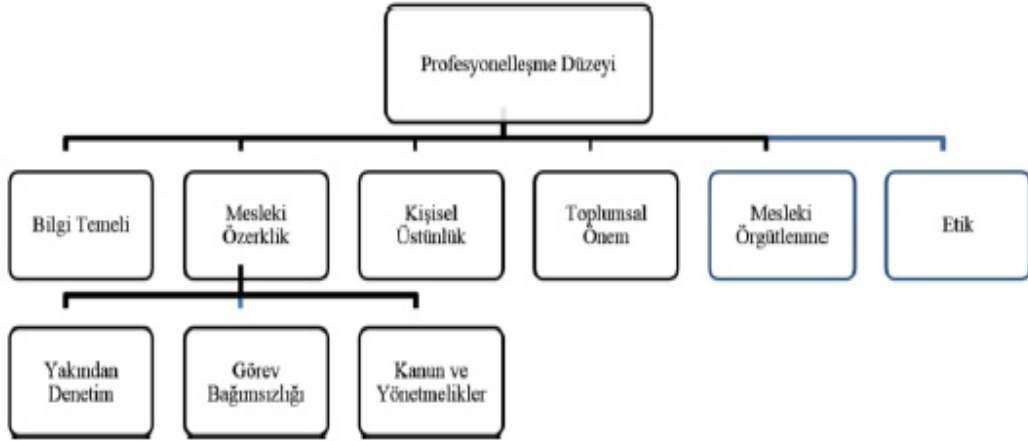 Profesyonelleşme Düzeyi
Bilgi Temeli
Mesleki
Özerklik
Kişisel
Üstünlük
Toplumsal
Önem
Mesleki
Örgütlenme
Etik
Yakından
Denetim
Görev
Bağımsızlığı
Kanun ve
Yönetmelikler